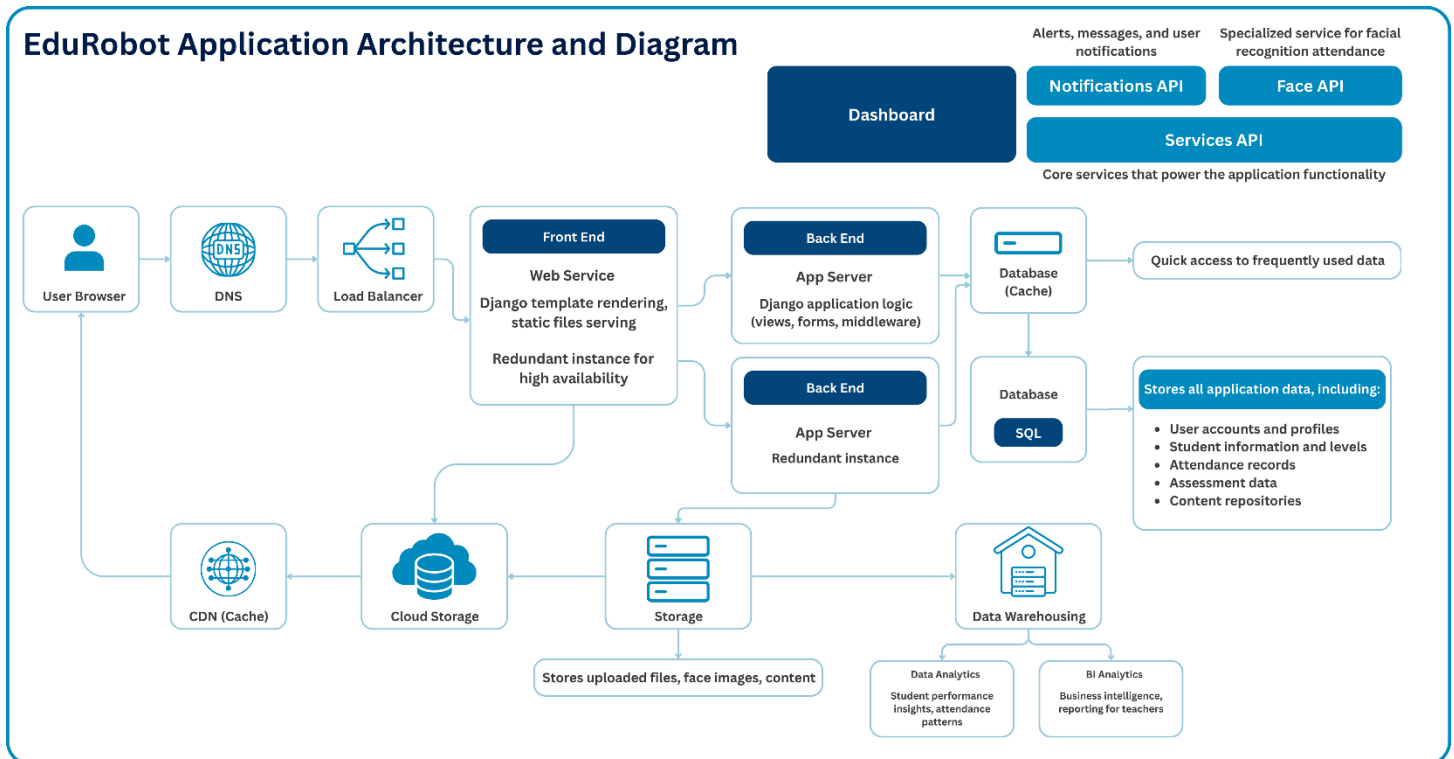 EduRobot Application Architecture and Diagram
Alerts, messages, and user
notifications
Specialized service for facial
recognition attendance
Dashboard
Notifications API
Face API
Services API
Core services that power the application functionality
User Browser
DNS
DNS
Load Balancer
Front End
Web Service
Django template rendering,
static files serving
Redundant instance for
high availability
Back End
App Server
Django application logic
(views, forms, middleware)
Back End
App Server
Redundant instance
Database
(Cache)
Quick access to frequently used data
Database
SQL
Stores all application data, including:
• User accounts and profiles
• Student information and levels
• Attendance records
• Assessment data
• Content repositories
CDN (Cache)
Cloud Storage
Storage
Data Warehousing
Stores uploaded files, face images, content
Data Analytics
Student performance
insights, attendance
patterns
BI Analytics
Business intelligence,
reporting for teachers